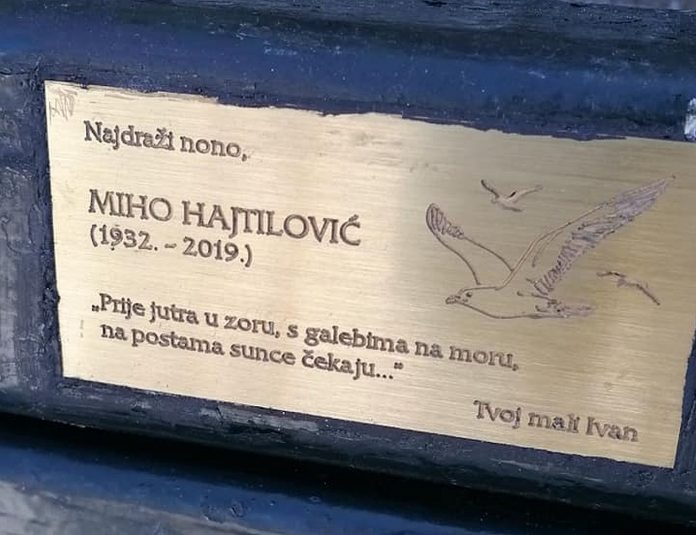 Najdraži nono,
MIHO HAJTILOVIĆ
(1932. - 2019.)
„Prije jutra u zoru, s galebima na moru,
na postama sunce čekaju...“
Tvoj mali Ivan